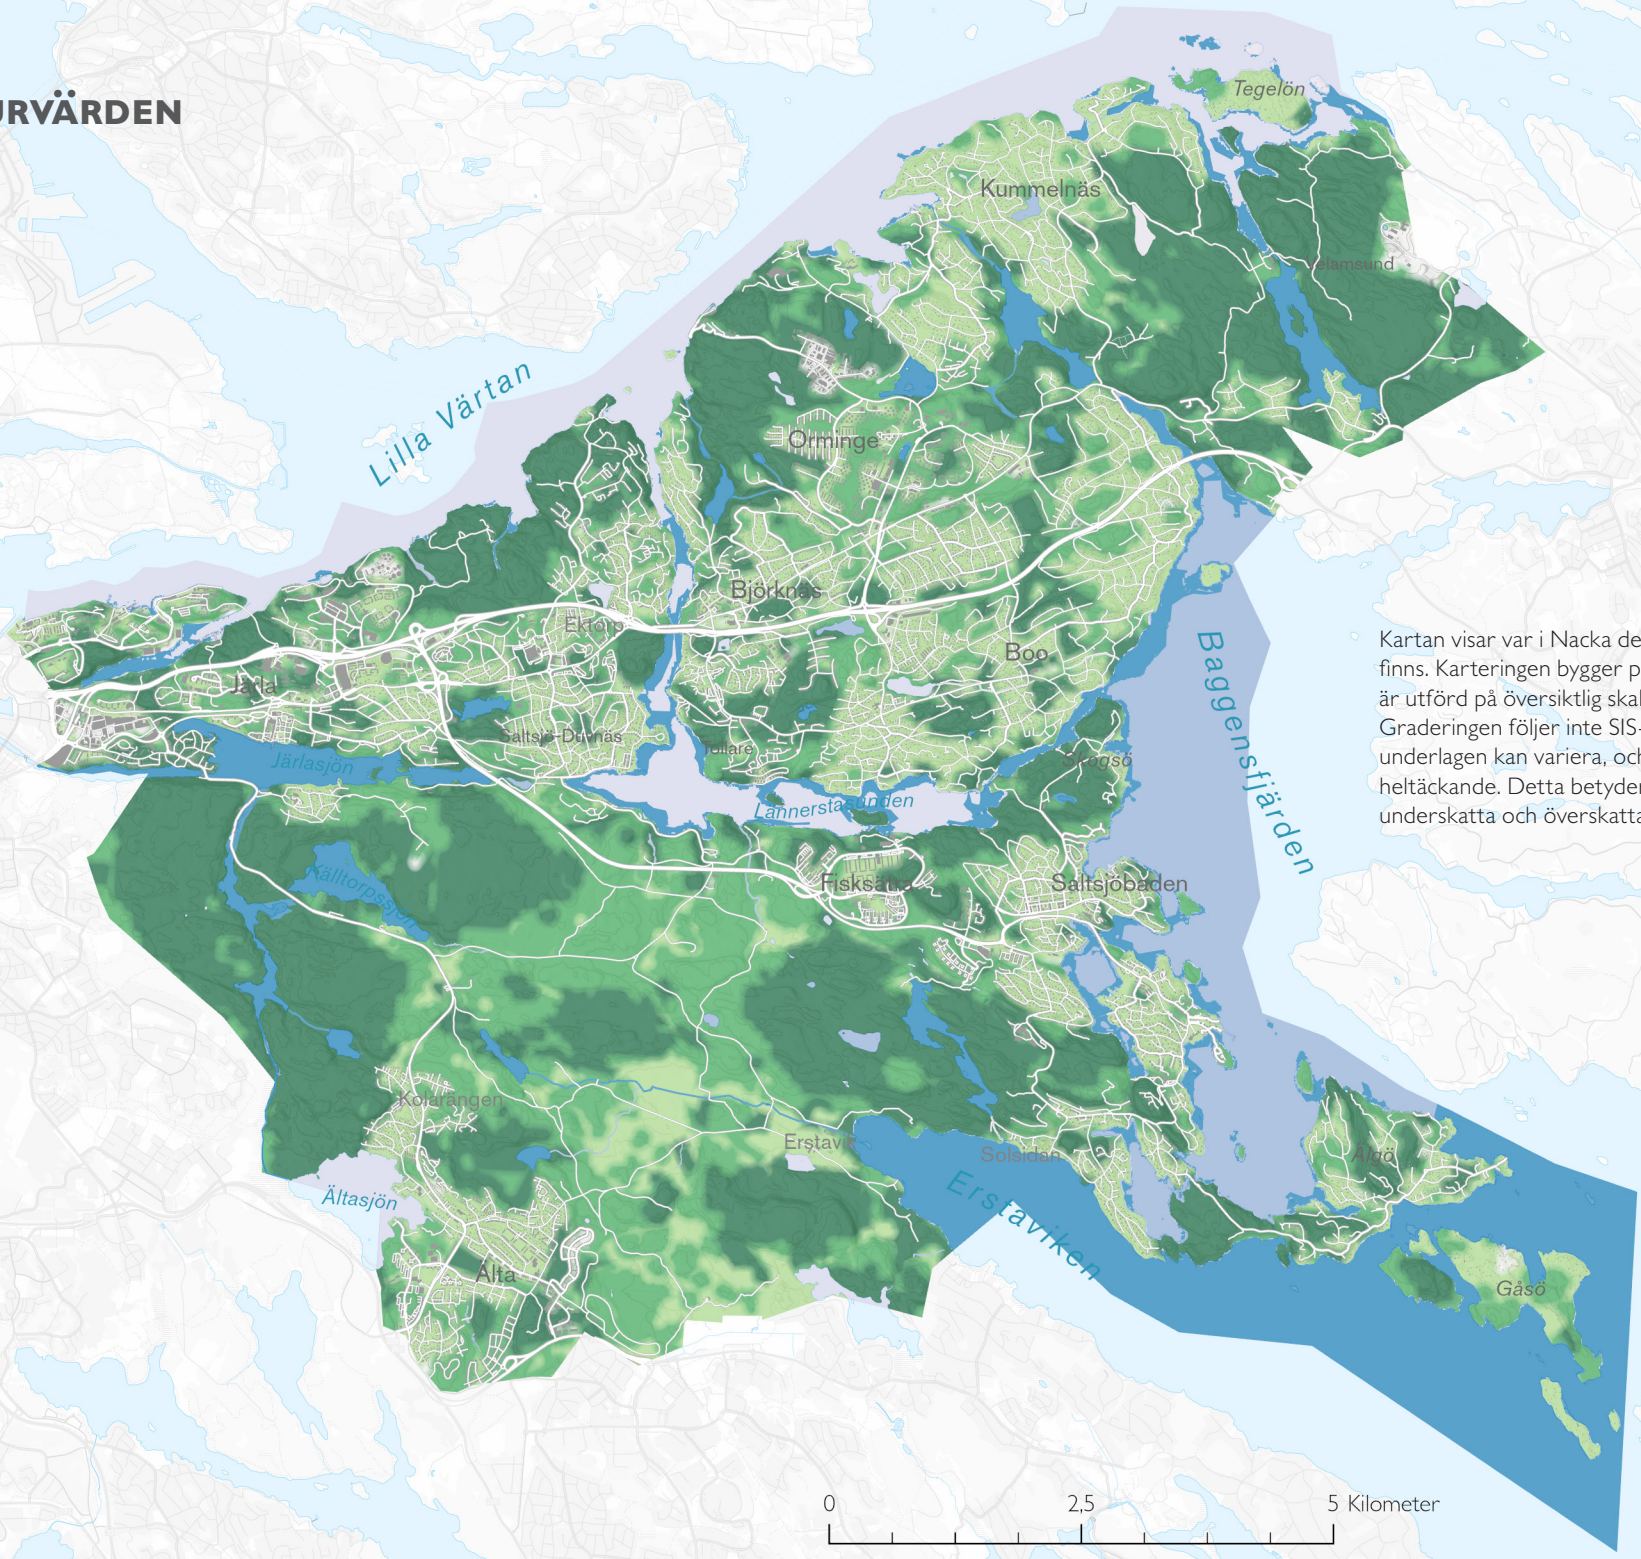 URVÄRDEN
Tegelön
Kummelnäs
Velamsund
Lilla Värtan
Orminge
Björknäs
Ektorp
Baggensfjärden
Kartan visar var i Nacka de
finns. Karteringen bygger p
är utförd på översiktlig skal
Graderingen följer inte SIS-
underlagen kan variera, och
heltäckande. Detta betyder
underskatta och överskatta
Boo
Järla
Saltsjö-Duvnäs
Tollare
Skogsö
Järlasjön
Lännerstasunden
Källtorpssjön
Fisksätra
Saltsjöbaden
Kolarängen
Erstavik
Solsidan
Älgö
Ältasjön
Erstaviken
Älta
Gåsö
0 2,5 5 Kilometer